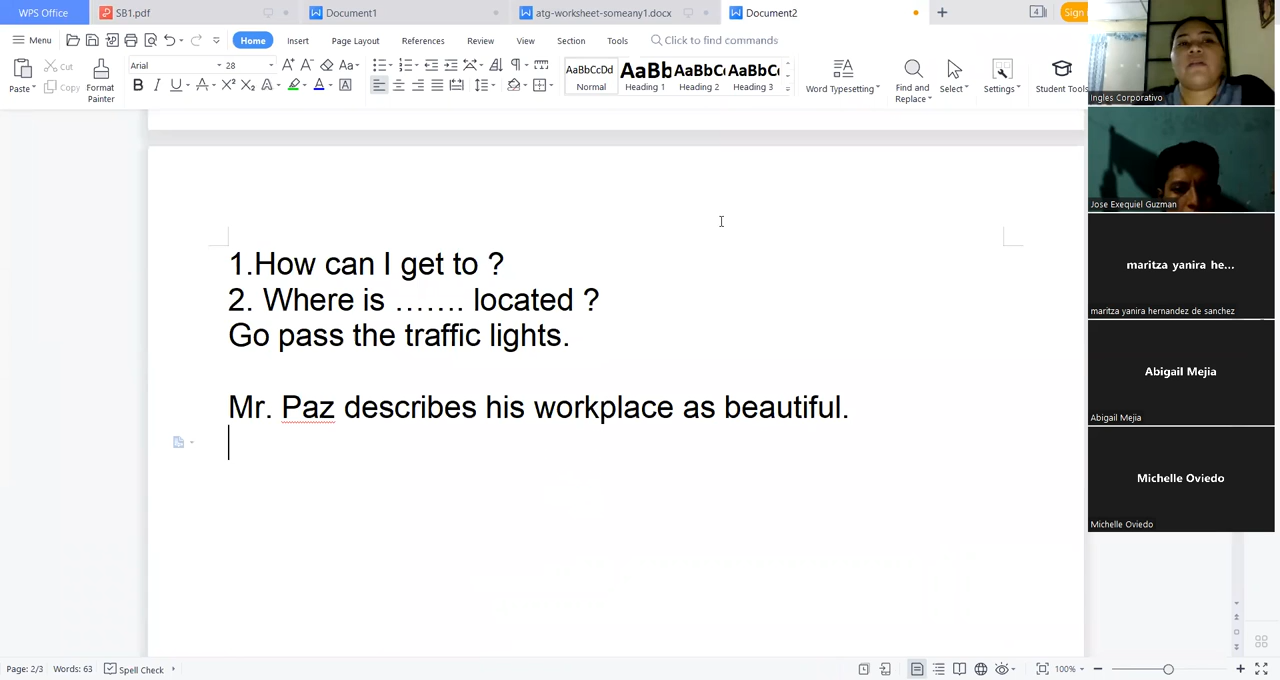 WPS Office
SB1.pdf
Document1
atg-worksheet-someany1.docx
Document2
4
Sign
Menu
Home
Insert
Page Layout
References
Review
View
Section
Tools
Click to find commands
Paste
Cut
Copy
Format
Painter
Arial
28
AaBbCcDd
Normal
AaBb
Heading 1
AaBbC
Heading 2
AaBbC
Heading 3
Word Typesetting
Find and
Replace
Select
Settings
Student Tools
1.How can I get to ?
2. Where is ……. located ?
Go pass the traffic lights.
Mr. Paz describes his workplace as beautiful.
Ingles Corporativo
Jose Exequiel Guzman
maritza yanira he...
maritza yanira hernandez de sanchez
Abigail Mejia
Abigail Mejia
Michelle Oviedo
Michelle Oviedo
Page: 2/3
Words: 63
Spell Check
100%